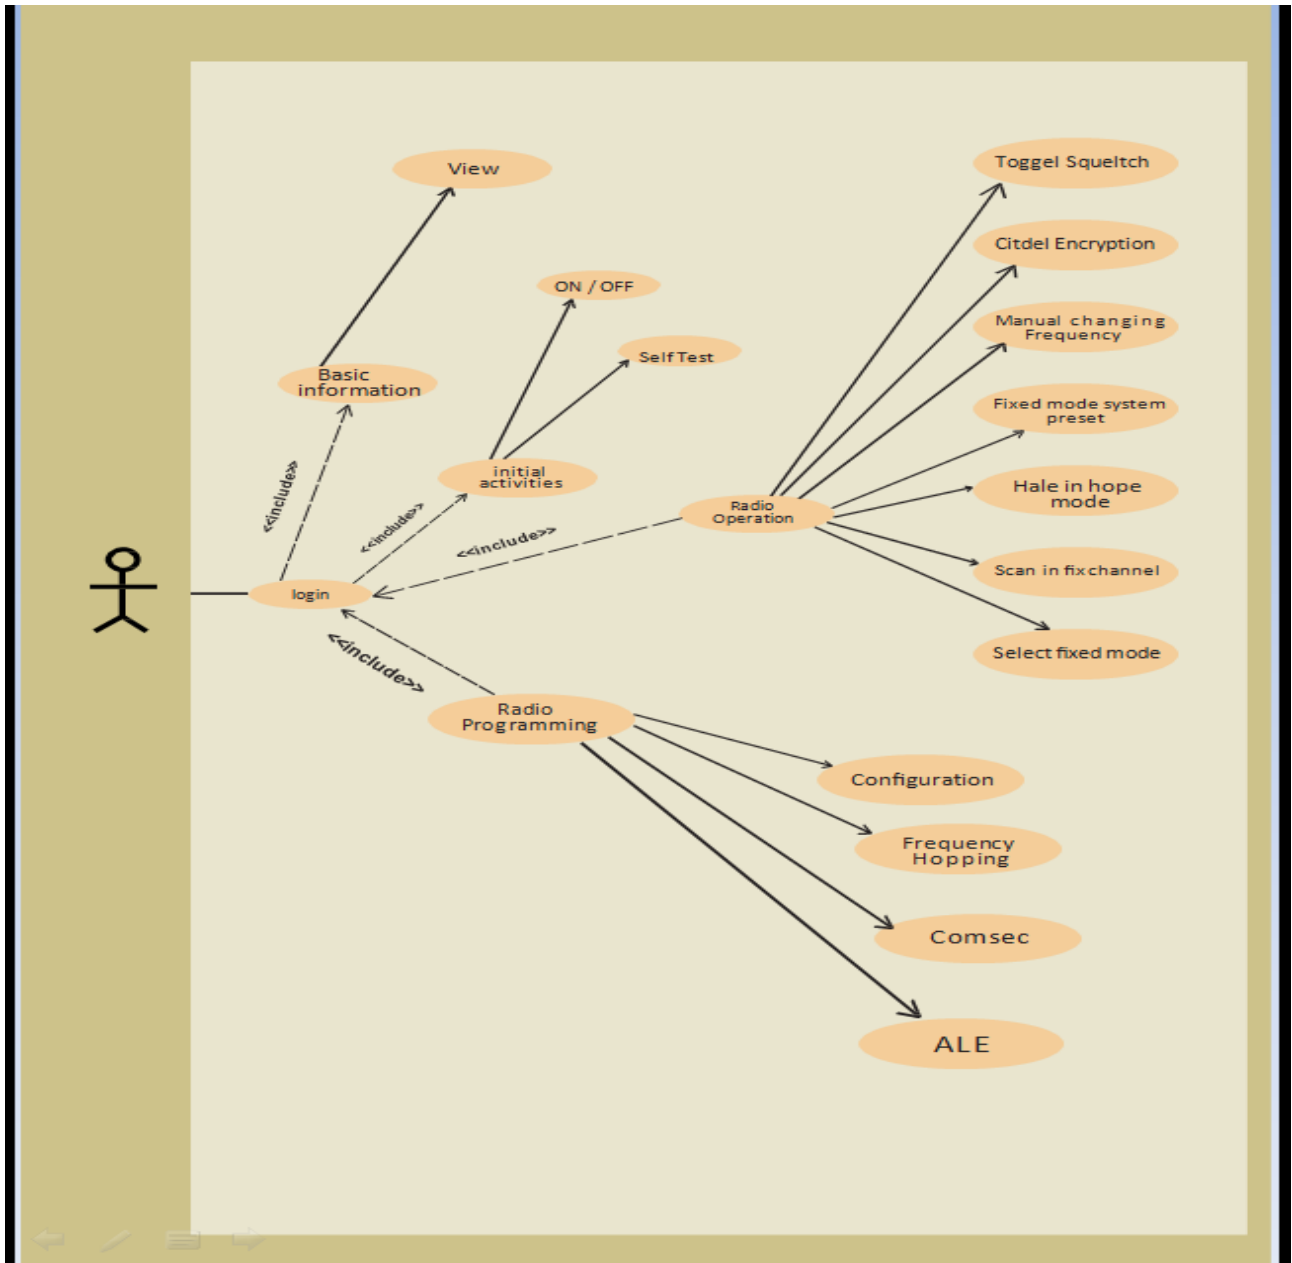 View
Toggel Squeltch
Citdel Encryption
ON / OFF
Manual changing
Frequency
Self Test
Basic
information
Fixed mode system
preset
initial
activities
Hale in hope
mode
<<include>>
<<include>>
<<include>>
Radio
Operation
Scan in fix channel
login
Select fixed mode
<<include>>
Radio
Programming
Configuration
Frequency
Hopping
Comsec
ALE